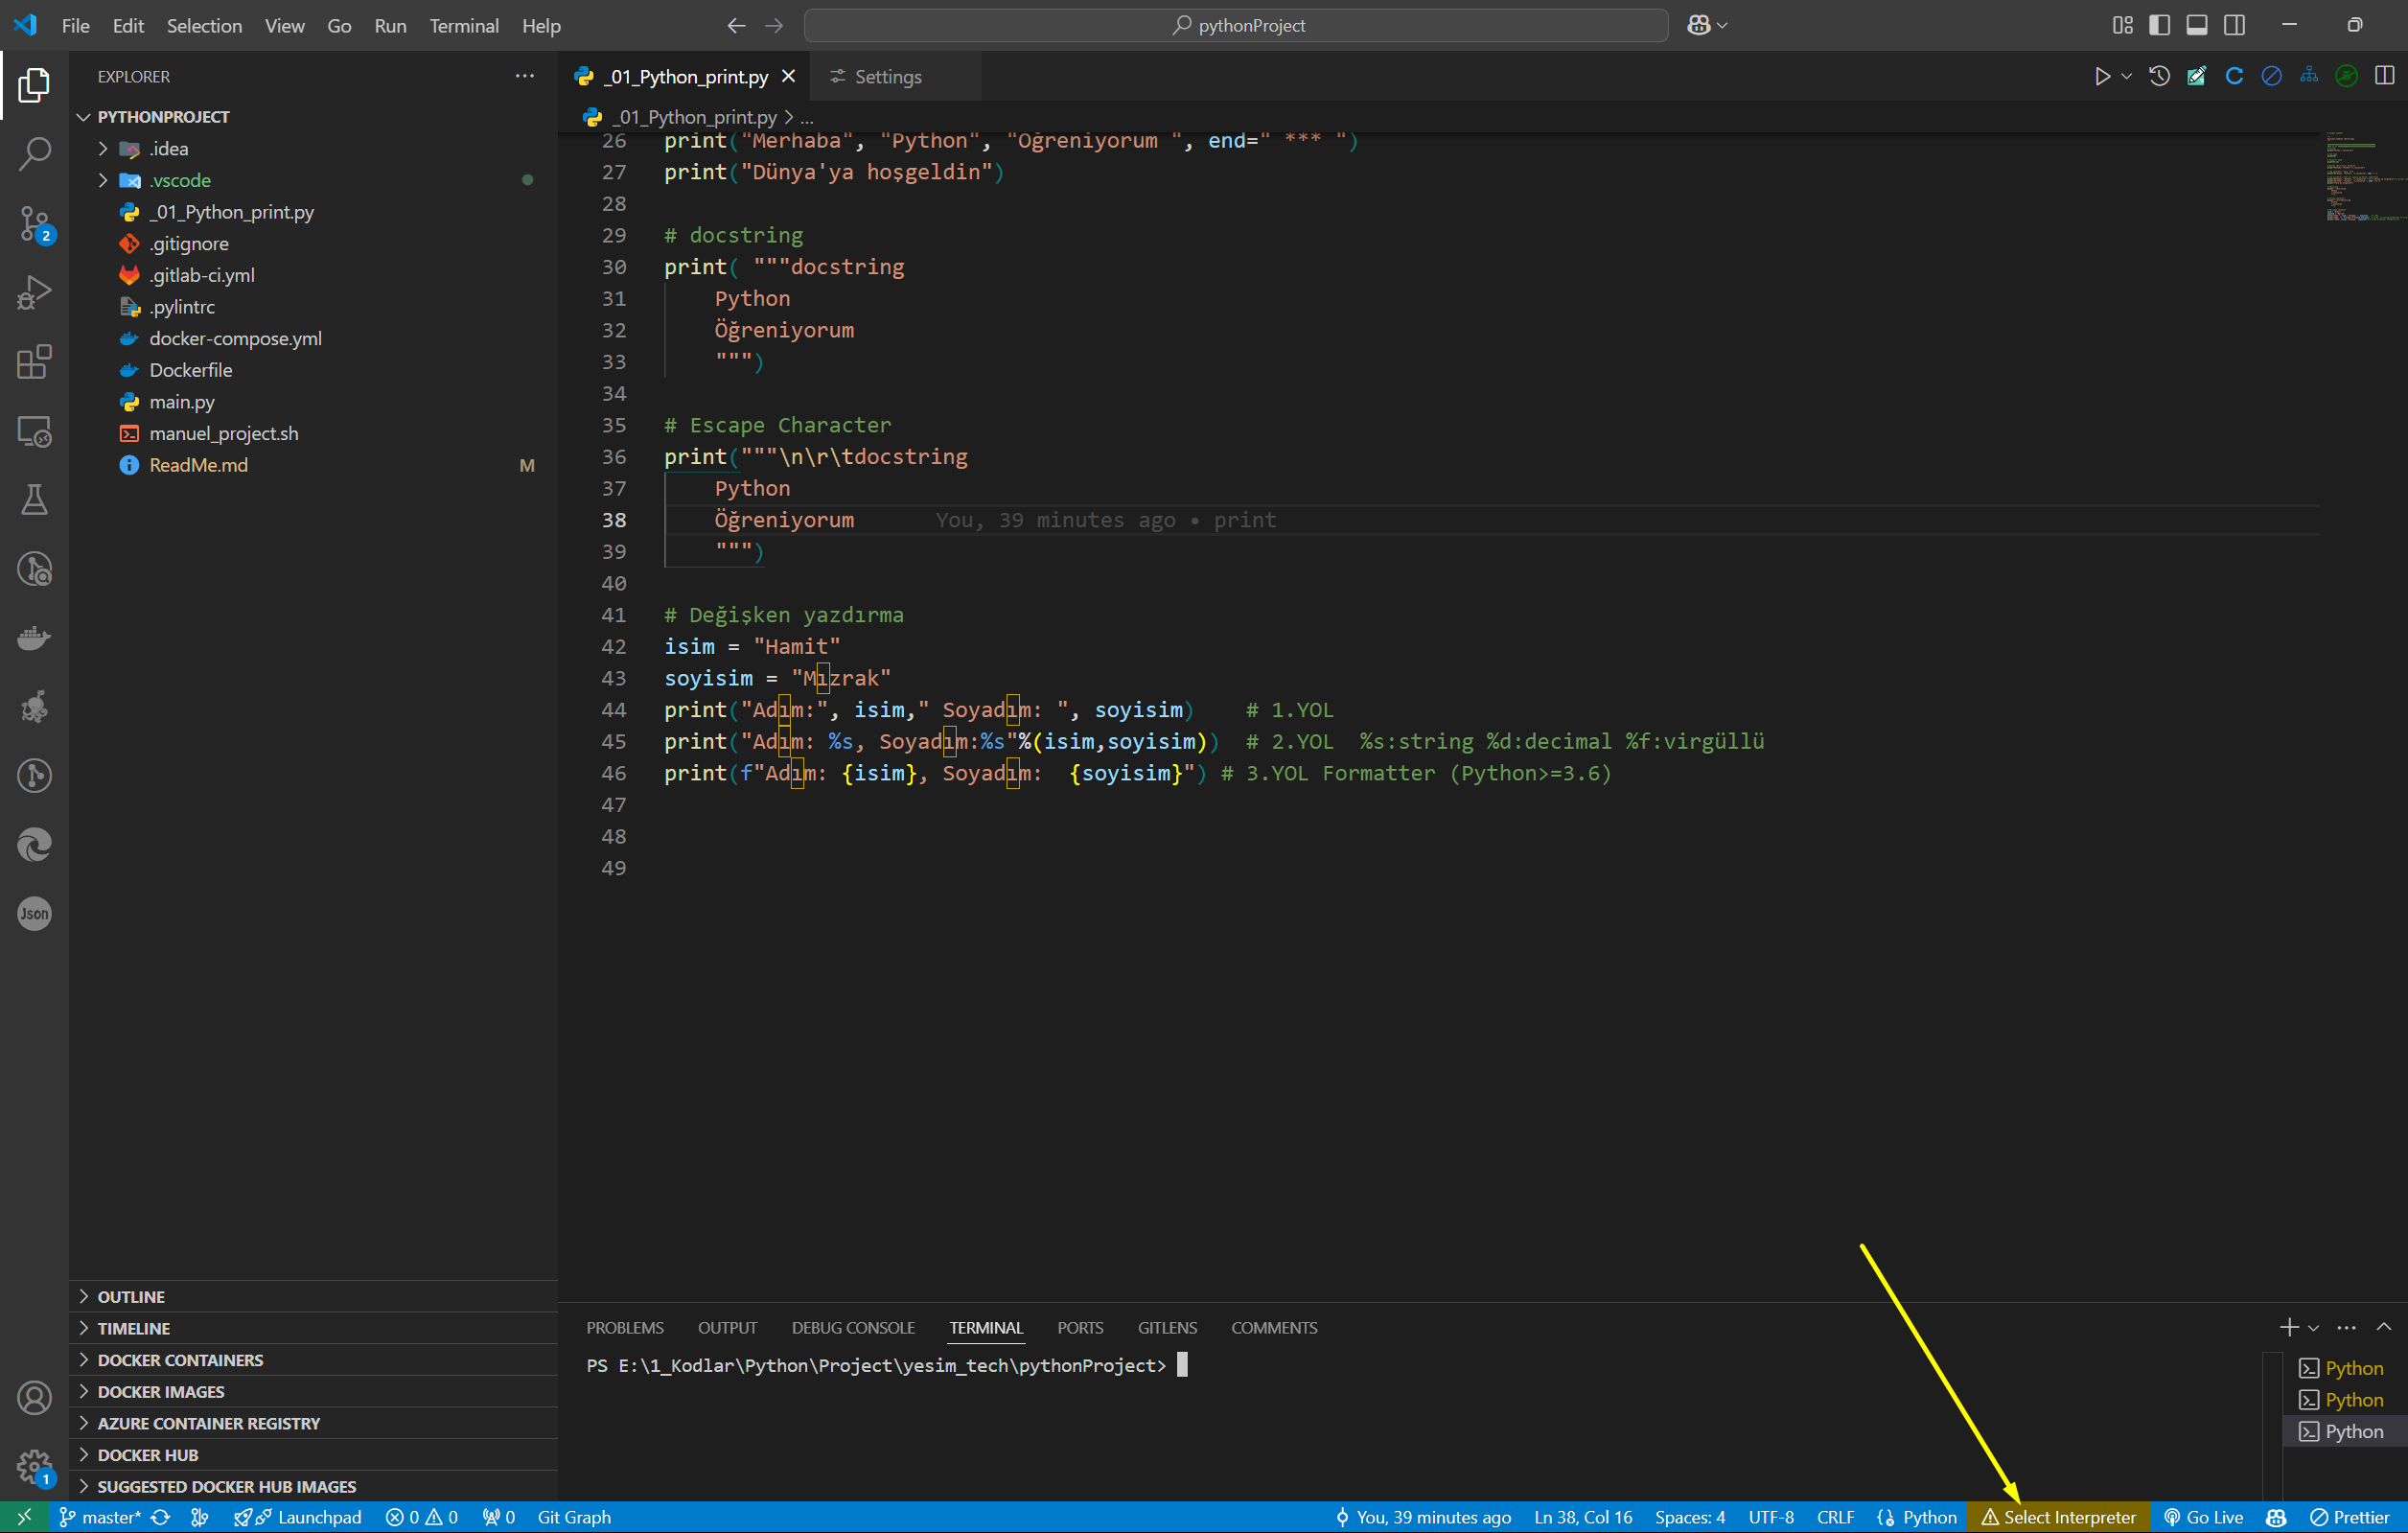 File Edit Selection View Go Run Terminal Help
pythonProject
EXPLORER
PYTHONPROJECT
.idea
.vscode
_01_Python_print.py
.gitignore
.gitlab-ci.yml
.pylintrc
docker-compose.yml
Dockerfile
main.py
manuel_project.sh
ReadMe.md M
OUTLINE
TIMELINE
DOCKER CONTAINERS
DOCKER IMAGES
AZURE CONTAINER REGISTRY
DOCKER HUB
SUGGESTED DOCKER HUB IMAGES
2
Json
1
_01_Python_print.py Settings
_01_Python_print.py > ...
26 print("Merhaba", "Python", "Öğreniyorum ", end=" *** ")
27 print("Dünya'ya hoşgeldin")
28
29 # docstring
30 print( """docstring
31 Python
32 Öğreniyorum
33 """)
34
35 # Escape Character
36 print("""\n\r\tdocstring
37 Python
38 Öğreniyorum You, 39 minutes ago • print
39 """)
40
41 # Değişken yazdırma
42 isim = "Hamit"
43 soyisim = "Mızrak"
44 print("Adım:", isim," Soyadım: ", soyisim) # 1.YOL
45 print("Adım: %s, Soyadım:%s"%(isim,soyisim)) # 2.YOL %s:string %d:decimal %f:virgüllü
46 print(f"Adım: {isim}, Soyadım: {soyisim}") # 3.YOL Formatter (Python>=3.6)
47
48
49
PROBLEMS OUTPUT DEBUG CONSOLE TERMINAL PORTS GITLENS COMMENTS
PS E:\1_Kodlar\Python\Project\yesim_tech\pythonProject>
Python
Python
Python
master* Launchpad 0 0 0 Git Graph You, 39 minutes ago Ln 38, Col 16 Spaces: 4 UTF-8 CRLF Python Select Interpreter Go Live Prettier